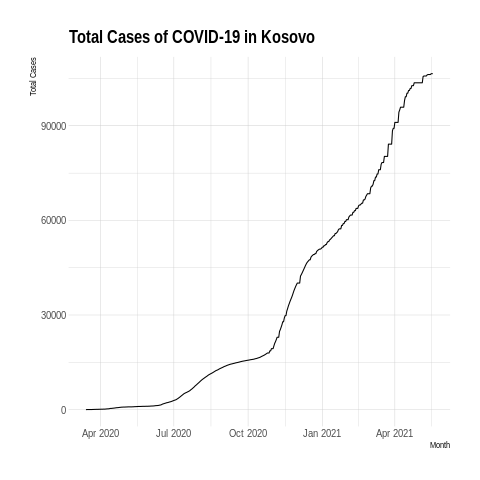 Total Cases of COVID-19 in Kosovo
Total Cases
90000
60000
30000
0
Apr 2020 Jul 2020 Oct 2020 Jan 2021 Apr 2021
Month